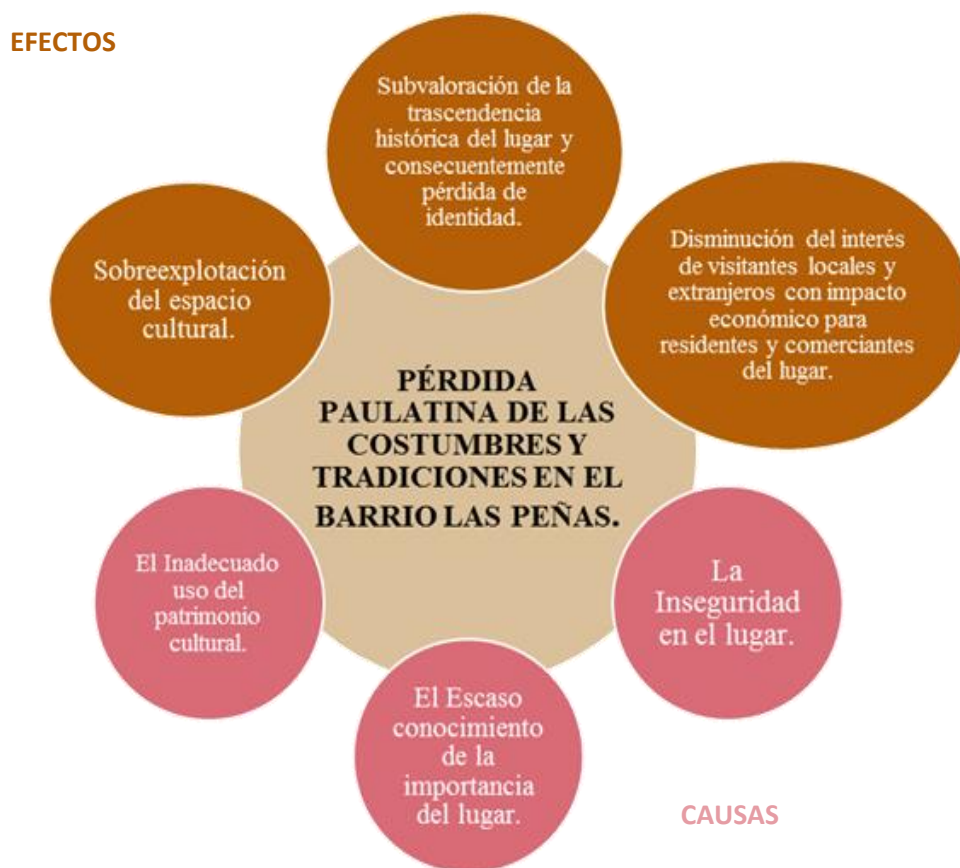 EFECTOS
Subvaloración de la
trascendencia
histórica del lugar y
consecuentemente
pérdida de
identidad.
Sobreexplotación
del espacio
cultural.
Disminución del interés
de visitantes locales y
extranjeros con impacto
económico para
residentes y comerciantes
del lugar.
PÉRDIDA
PAULATINA DE LAS
COSTUMBRES Y
TRADICIONES EN EL
BARRIO LAS PEÑAS.
El Inadecuado
uso del
patrimonio
cultural.
La
Inseguridad
en el lugar.
El Escaso
conocimiento
de la
importancia
del lugar.
CAUSAS